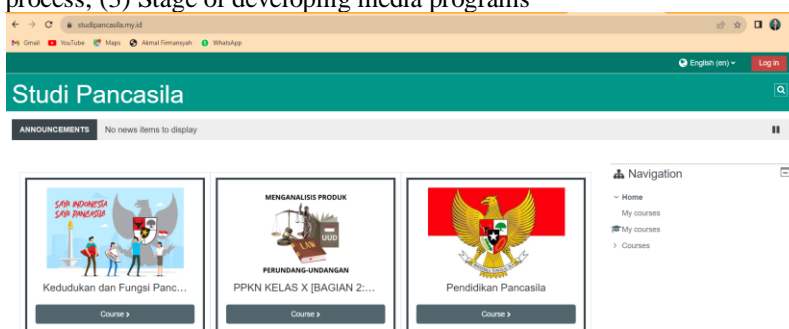 process; (3) Stage of developing media programs
studipancasila.my.id
Gmail YouTube Maps Akmal Firmansyah WhatsApp
English (en) Log in
Studi Pancasila
ANNOUNCEMENTS No news items to display
Navigation
Home
My courses
My courses
Courses
SAYA INDONESIA
SAYA PANCASILA
Kedudukan dan Fungsi Panc...
Course >
MENGANALISIS PRODUK
LAW
UUD
PERUNDANG-UNDANGAN
PPKN KELAS X [BAGIAN 2:...
Course >
Pendidikan Pancasila
Course >